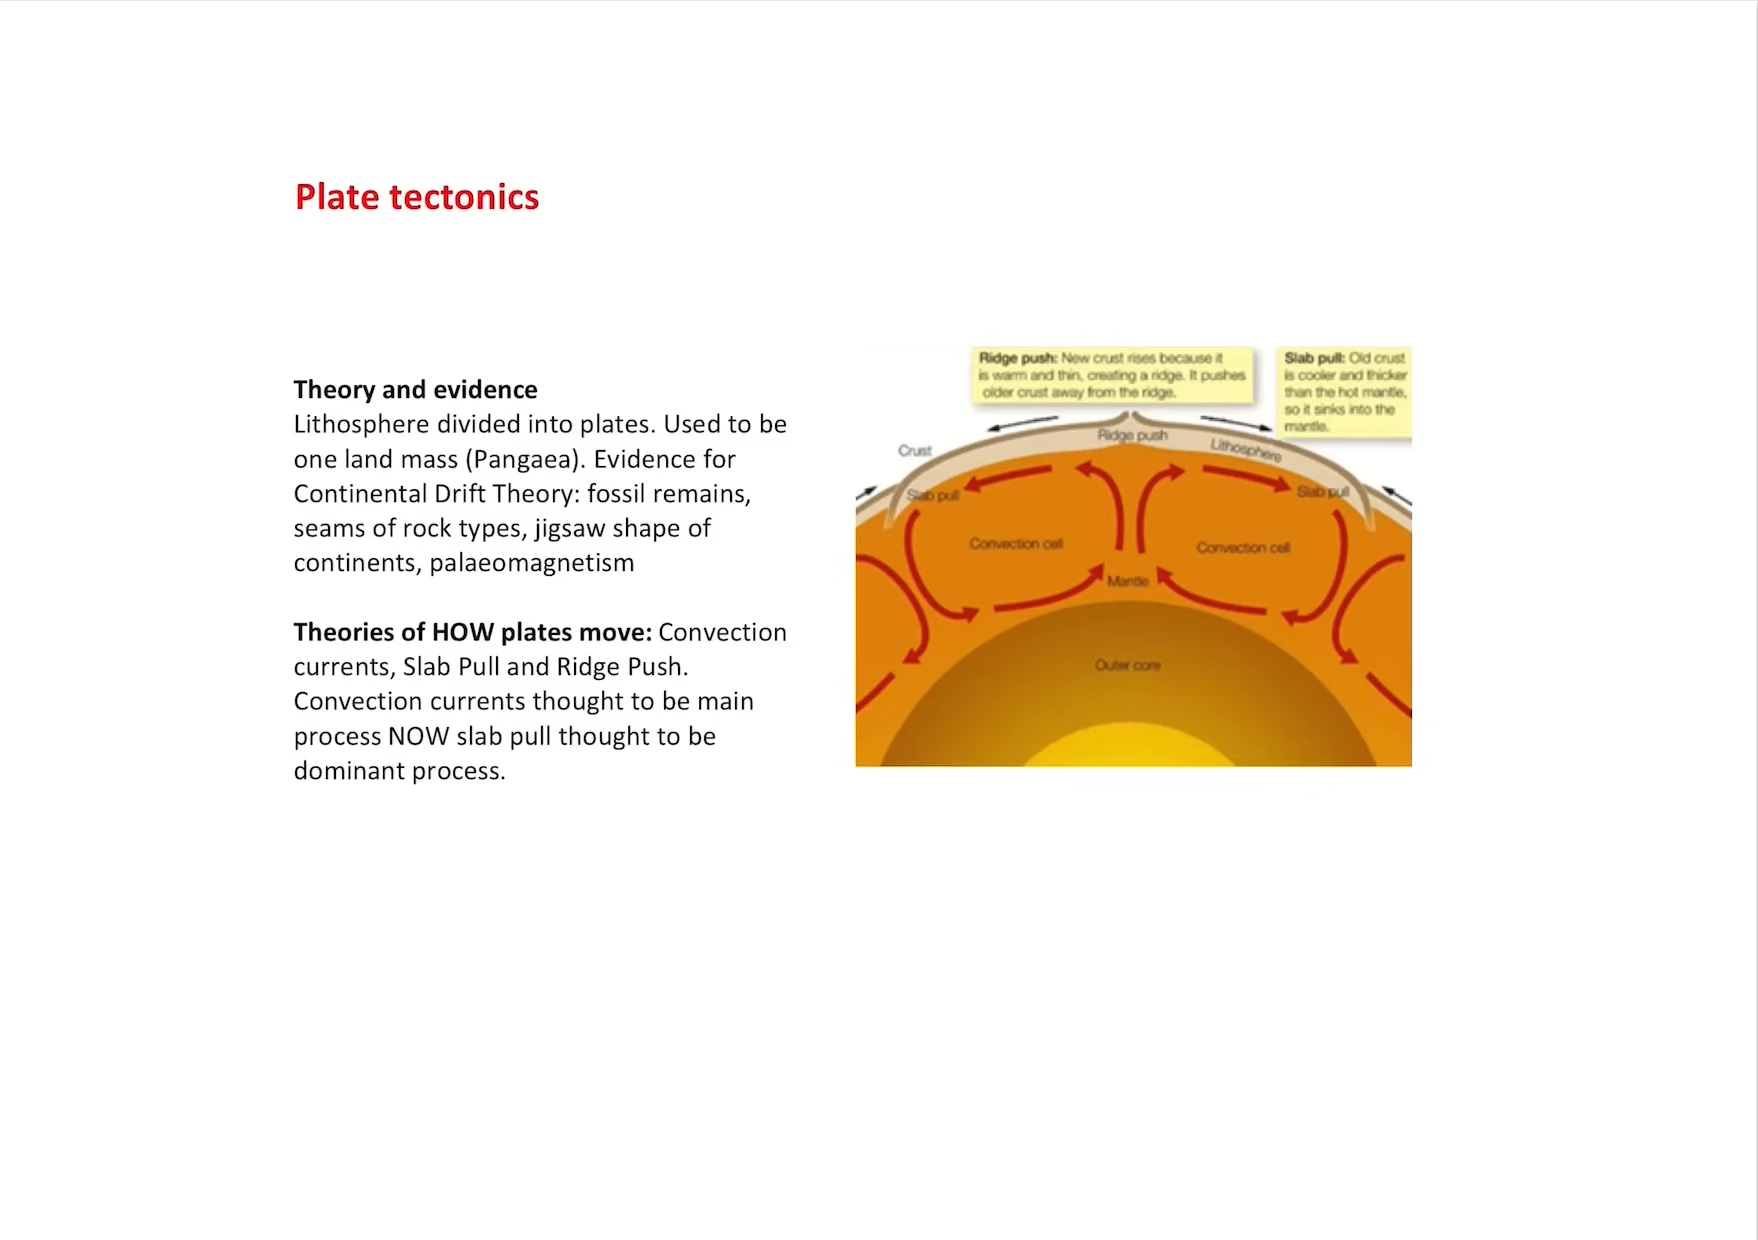 Plate tectonics
Theory and evidence
Lithosphere divided into plates. Used to be
one land mass (Pangaea). Evidence for
Continental Drift Theory: fossil remains,
seams of rock types, jigsaw shape of
continents, palaeomagnetism
Theories of HOW plates move: Convection
currents, Slab Pull and Ridge Push.
Convection currents thought to be main
process NOW slab pull thought to be
dominant process.
Ridge push: New crust rises because it
is warm and thin, creating a ridge. It pushes
older crust away from the ridge.
Slab pull: Old crust
is cooler and thicker
than the hot mantle,
so it sinks into the
mantle.
Crust
Ridge push
Lithosphere
Slab pull
Slab pull
Convection cell
Convection cell
Mantle
Outer core